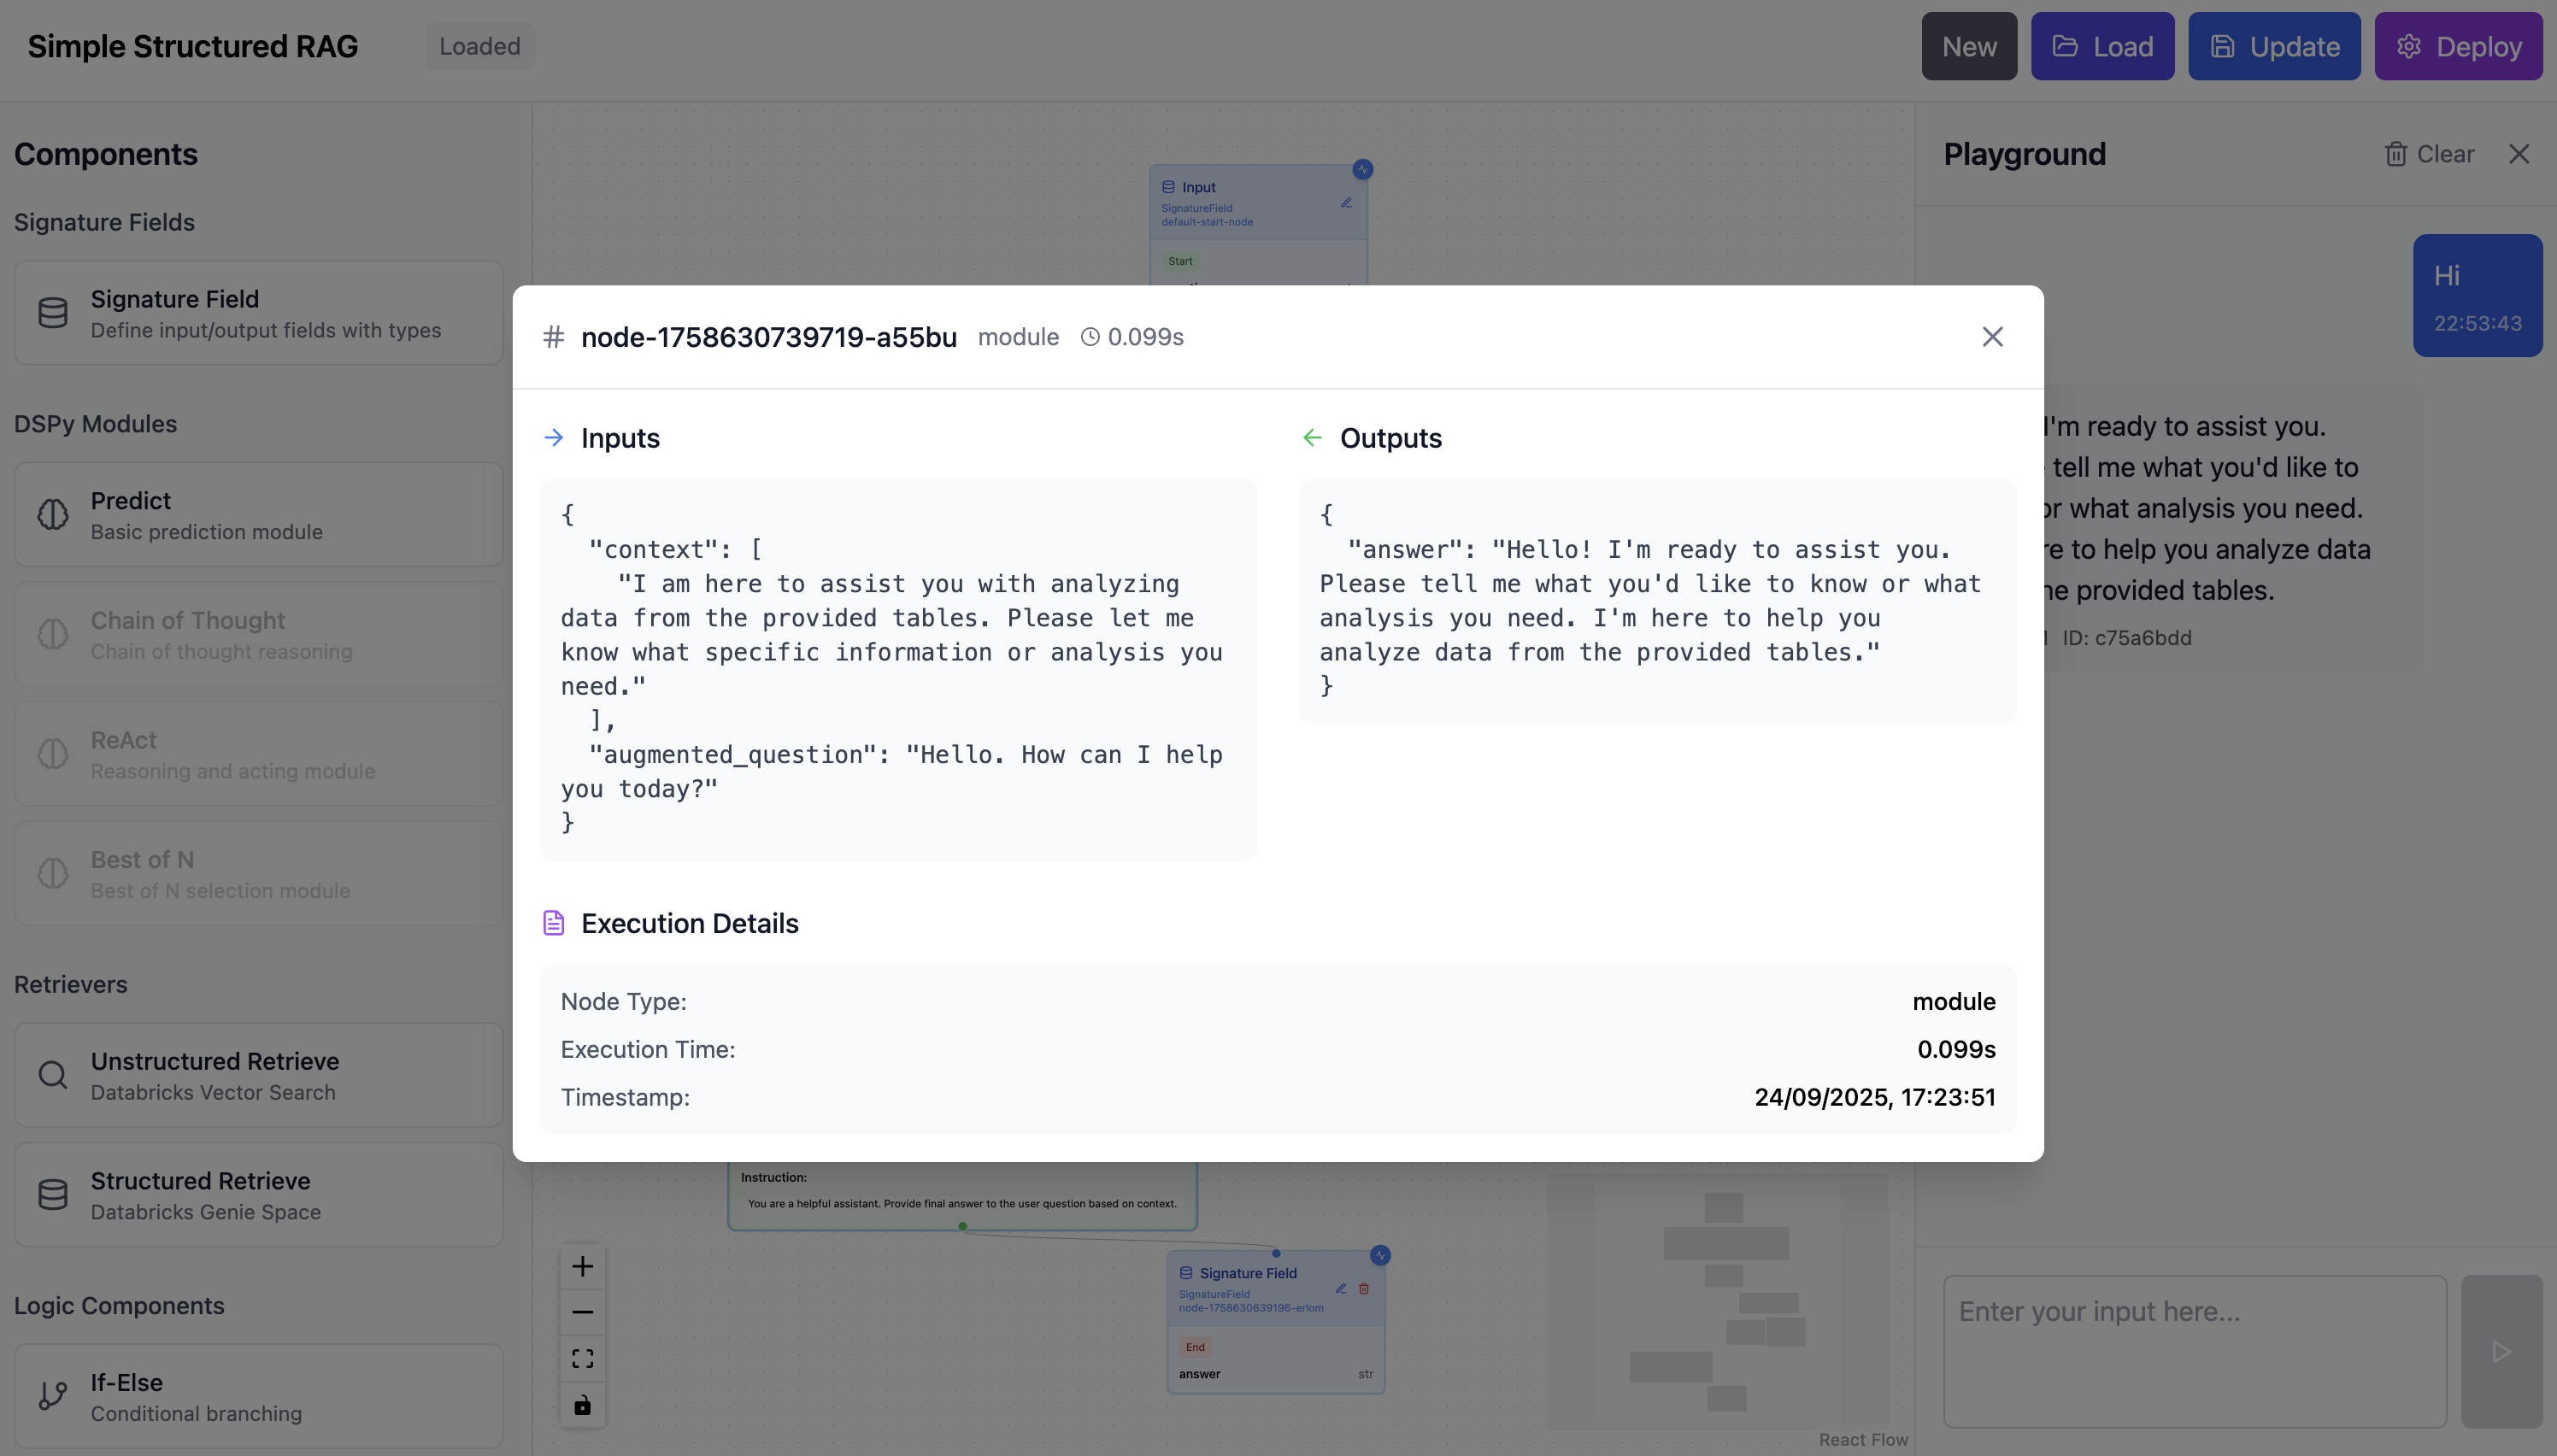 Simple Structured RAG
Loaded
New
Load
Update
Deploy
Components
Signature Fields
Signature Field
Define input/output fields with types
DSPy Modules
Predict
Basic prediction module
Chain of Thought
Chain of thought reasoning
ReAct
Reasoning and acting module
Best of N
Best of N selection module
Retrievers
Unstructured Retrieve
Databricks Vector Search
Structured Retrieve
Databricks Genie Space
Logic Components
If-Else
Conditional branching
Input
SignatureField
default-start-node
Start
# node-1758630739719-a55bu module 0.099s
Inputs
{
"context": [
"I am here to assist you with analyzing
data from the provided tables. Please let me
know what specific information or analysis you
need."
],
"augmented_question": "Hello. How can I help
you today?"
}
Outputs
{
"answer": "Hello! I'm ready to assist you.
Please tell me what you'd like to know or what
analysis you need. I'm here to help you
analyze data from the provided tables."
}
Execution Details
Node Type: module
Execution Time: 0.099s
Timestamp: 24/09/2025, 17:23:51
Instruction:
You are a helpful assistant. Provide final answer to the user question based on context.
Signature Field
SignatureField
node-1758630639196-erlom
End
answer str
React Flow
Playground
Clear
Hi
22:53:43
I'm ready to assist you.
tell me what you'd like to
or what analysis you need.
to help you analyze data
provided tables.
ID: c75a6bdd
Enter your input here...